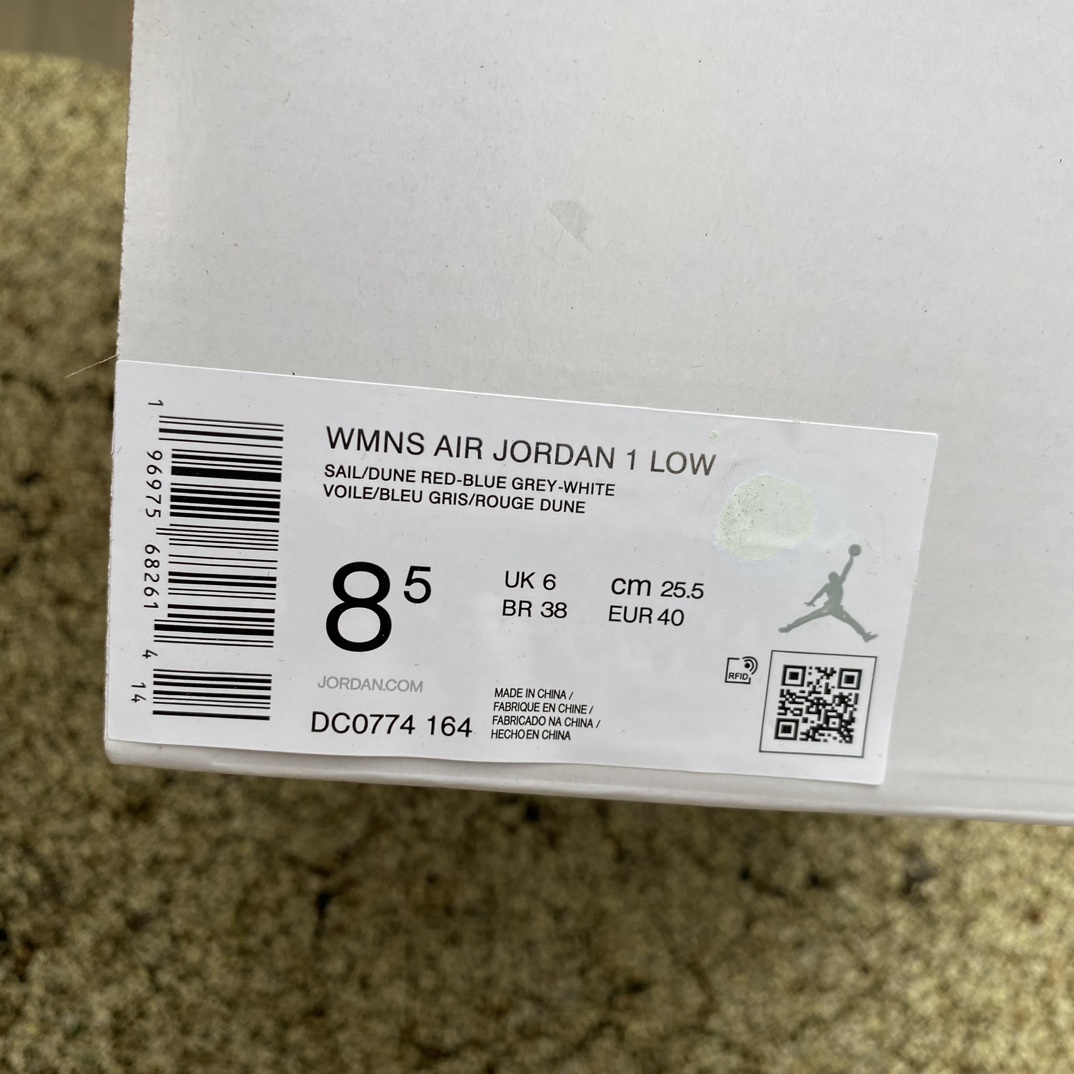 WMNS AIR JORDAN 1 LOW
SAIL/DUNE RED-BLUE GREY-WHITE
VOILE/BLEU GRIS/ROUGE DUNE
8 5
UK 6
cm 25.5
BR 38
EUR 40
JORDAN.COM
DC0774 164
MADE IN CHINA /
FABRIQUE EN CHINE /
FABRICADO NA CHINA /
HECHO EN CHINA
RFID
1 96975 68261 4 14